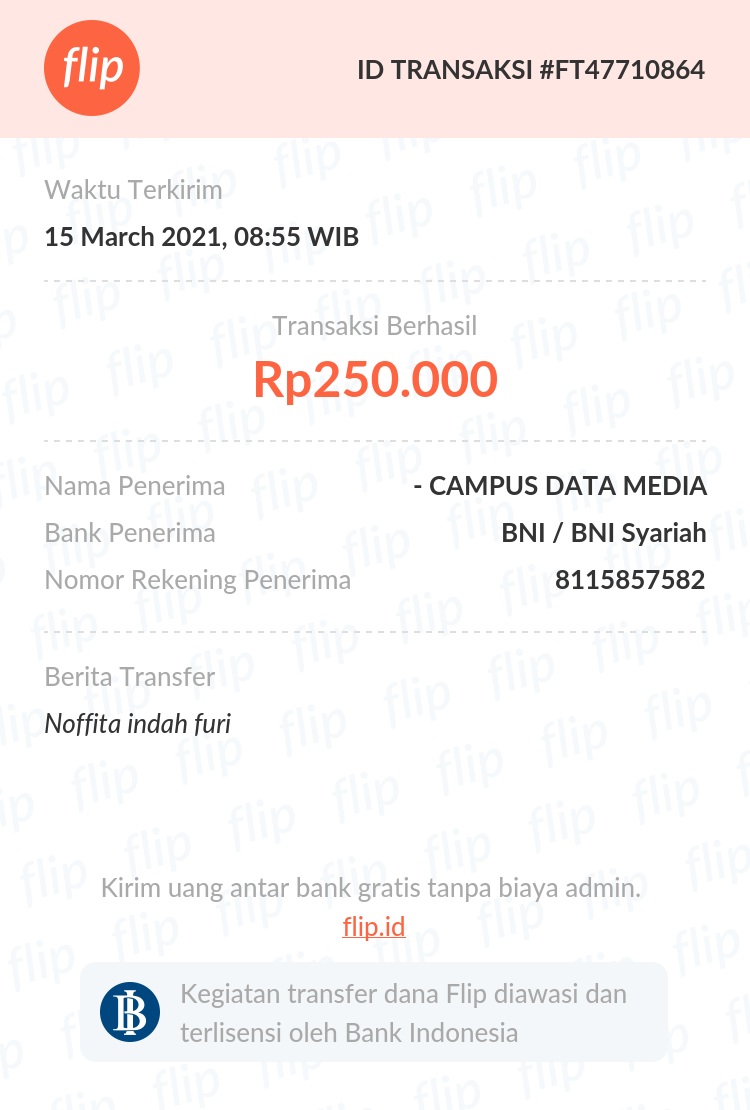 flip
ID TRANSAKSI #FT47710864
Waktu Terkirim
15 March 2021, 08:55 WIB
Transaksi Berhasil
Rp250.000
Nama Penerima - CAMPUS DATA MEDIA
Bank Penerima BNI / BNI Syariah
Nomor Rekening Penerima 8115857582
Berita Transfer
Noffita indah furi
Kirim uang antar bank gratis tanpa biaya admin.
flip.id
Kegiatan transfer dana Flip diawasi dan
terlisensi oleh Bank Indonesia